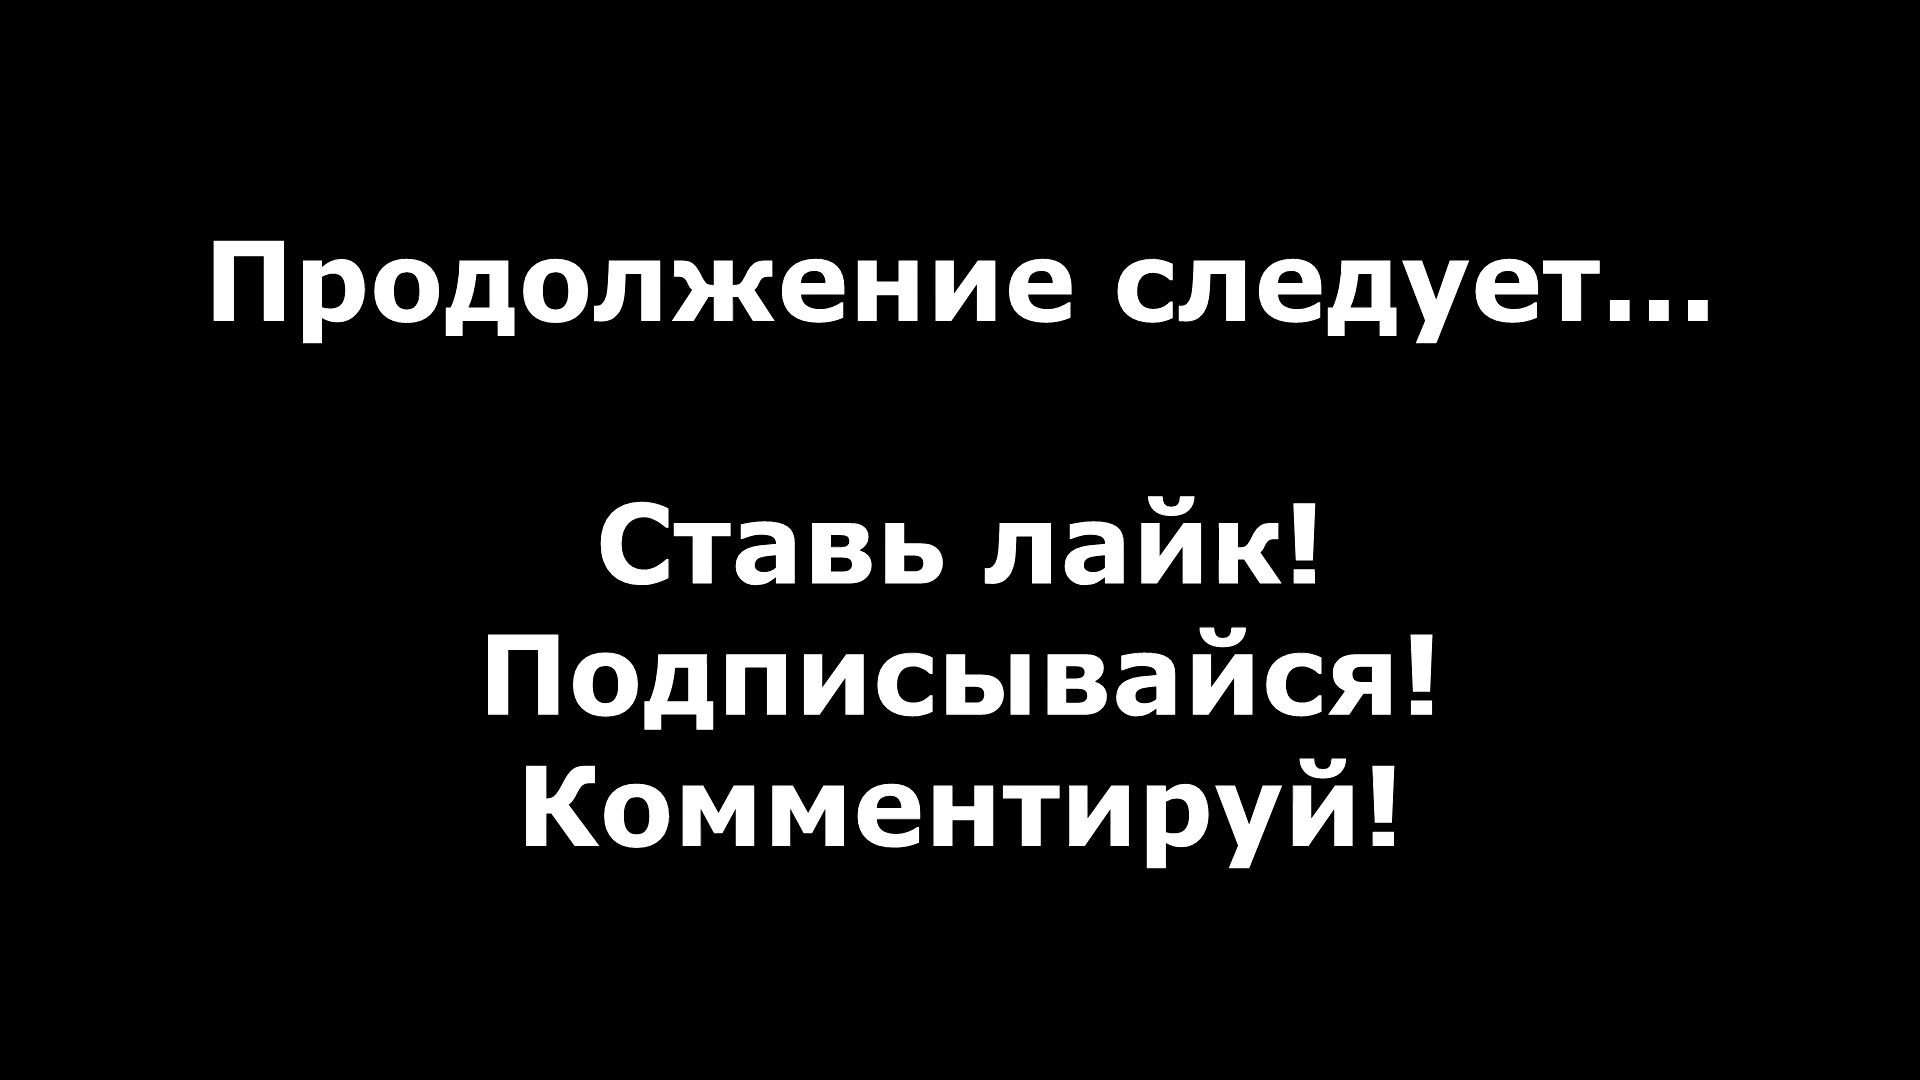 Продолжение следует...
Ставь лайк!
Подписывайся!
Комментируй!